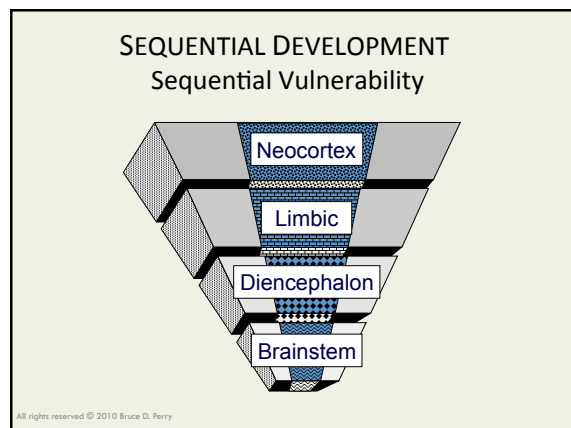 SEQUENTIAL DEVELOPMENT
Sequential Vulnerability
Neocortex
Limbic
Diencephalon
Brainstem
All rights reserved © 2010 Bruce D. Perry